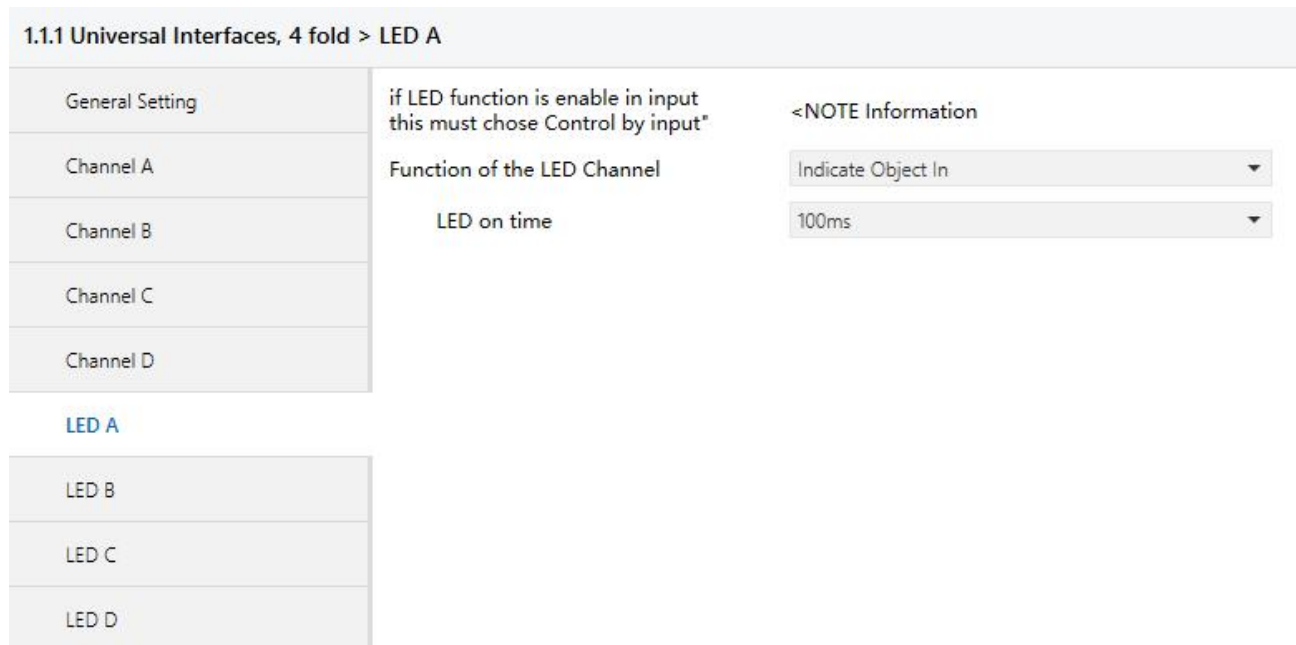 1.1.1 Universal Interfaces, 4 fold > LED A
General Setting
Channel A
Channel B
Channel C
Channel D
LED A
LED B
LED C
LED D
if LED function is enable in input
this must chose Control by input"
<NOTE Information
Function of the LED Channel
Indicate Object In
LED on time
100ms